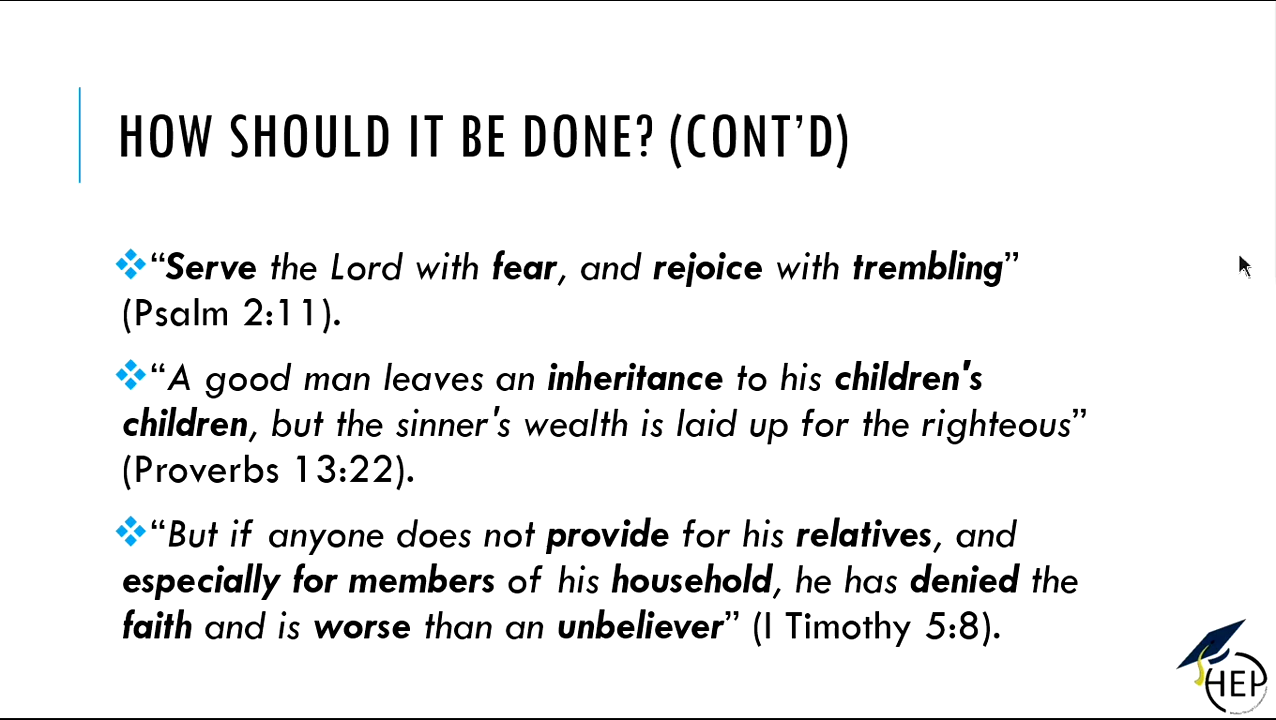 HOW SHOULD IT BE DONE? (CONT’D)
“Serve the Lord with fear, and rejoice with trembling”
(Psalm 2:11).
“A good man leaves an inheritance to his children's
children, but the sinner's wealth is laid up for the righteous”
(Proverbs 13:22).
“But if anyone does not provide for his relatives, and
especially for members of his household, he has denied the
faith and is worse than an unbeliever” (I Timothy 5:8).
HEP